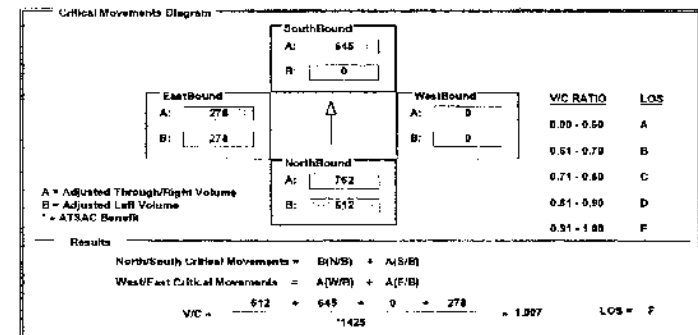 Critical Movements Diagram
SouthBound
A: 645
B: 0
EastBound
A: 278
B: 278
WestBound
A: 0
B: 0
NorthBound
A: 762
B: 612
V/C RATIO LOS
0.00 - 0.60 A
0.61 - 0.70 B
0.71 - 0.80 C
0.81 - 0.90 D
0.91 - 1.00 E
A = Adjusted Through/Right Volume
B = Adjusted Left Volume
* = ATSAC Benefit
Results
North/South Critical Movements = B(N/B) + A(S/B)
West/East Critical Movements = A(W/B) + A(E/B)
V/C = 612 + 645 + 0 + 278 = 1.007 LOS = F
*1425